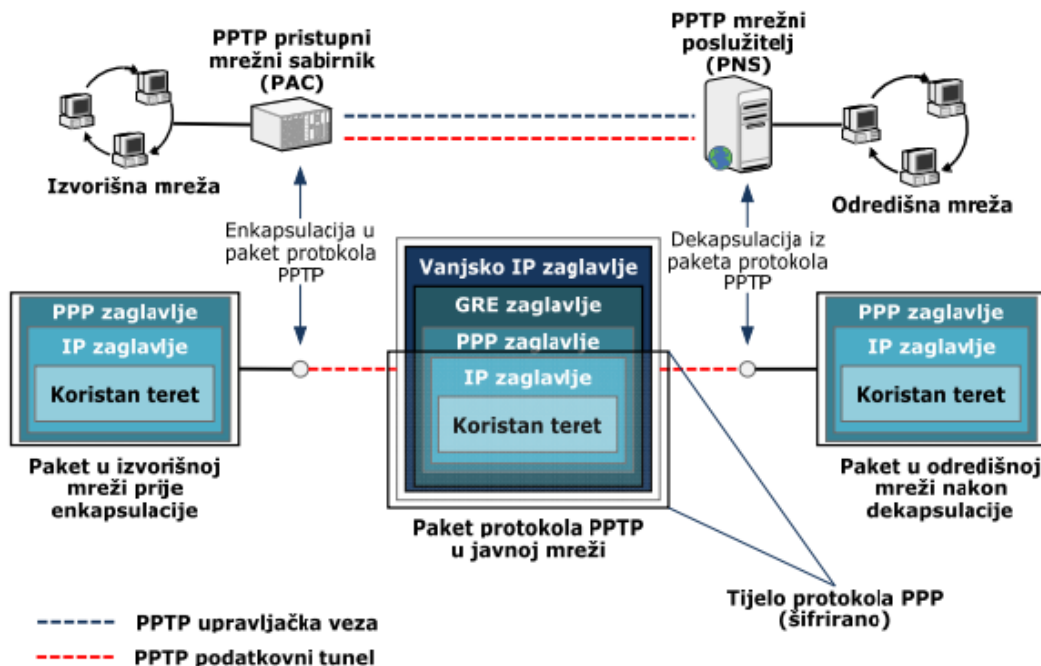 PPTP pristupni
mrežni sabirnik
(PAC)
PPTP mrežni
poslužitelj
(PNS)
Izvorišna mreža
Odredišna mreža
Enkapsulacija u
paket protokola
PPTP
Dekapsulacija iz
paketa protokola
PPTP
PPP zaglavlje
IP zaglavlje
Koristan teret
Vanjsko IP zaglavlje
GRE zaglavlje
PPP zaglavlje
IP zaglavlje
Koristan teret
PPP zaglavlje
IP zaglavlje
Koristan teret
Paket u izvorišnoj
mreži prije
enkapsulacije
Paket protokola PPTP
u javnoj mreži
Paket u odredišnoj
mreži nakon
dekapsulacije
Tijelo protokola PPP
(šifrirano)
PPTP upravljačka veza
PPTP podatkovni tunel